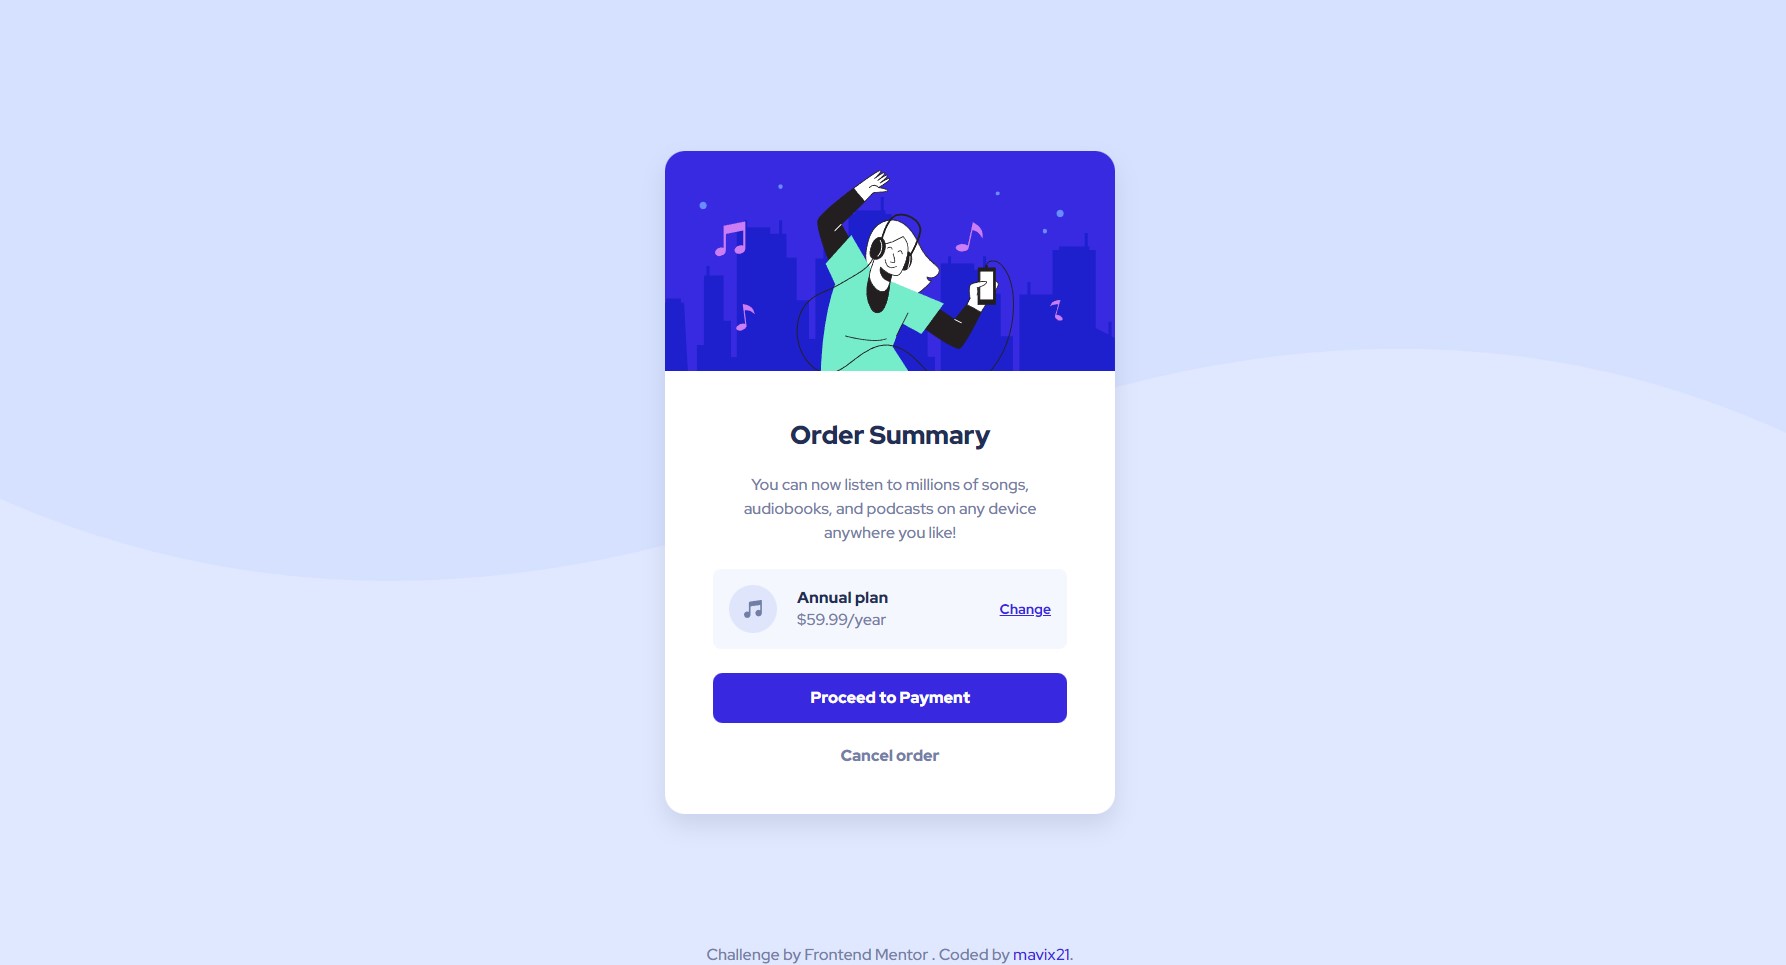 Order Summary
You can now listen to millions of songs,
audiobooks, and podcasts on any device
anywhere you like!
Annual plan
$59.99/year
Change
Proceed to Payment
Cancel order
Challenge by Frontend Mentor . Coded by mavix21.